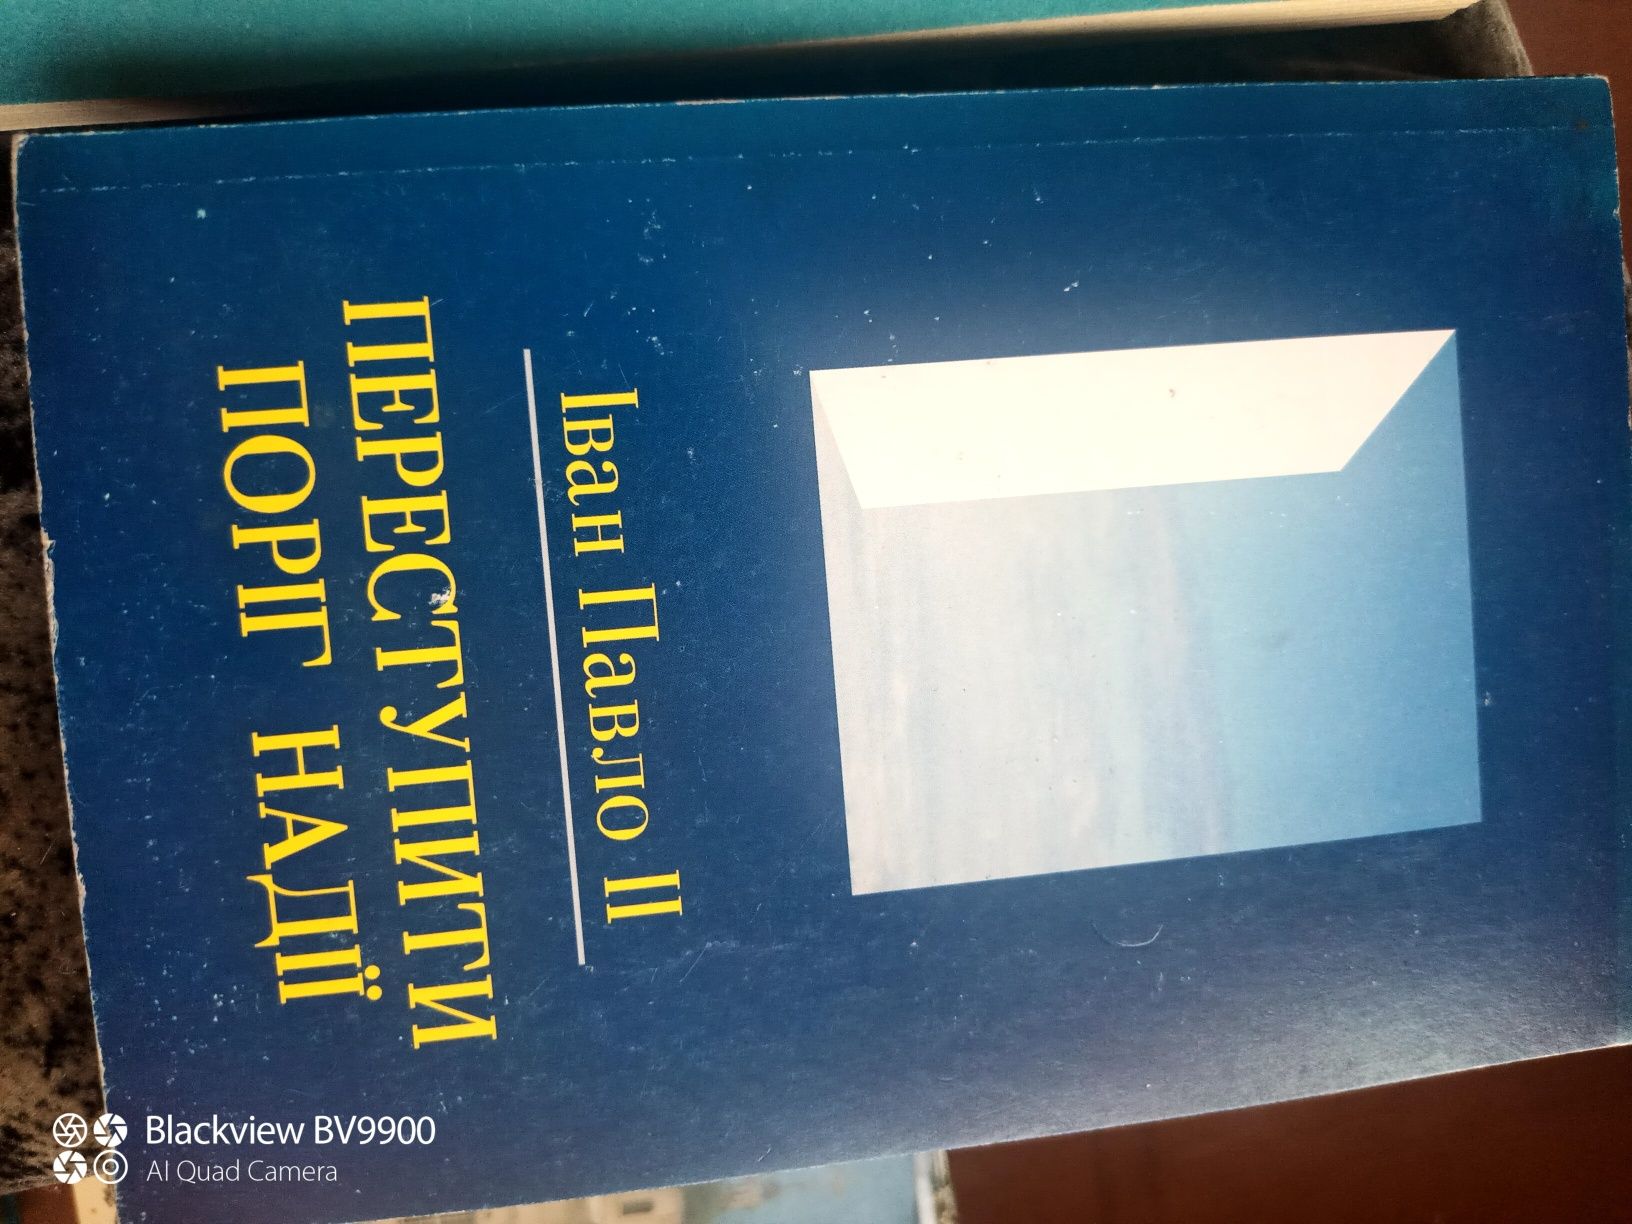 Іван Павло II
ПЕРЕСТУПИТИ
ПОРІГ НАДІЇ
Blackview BV9900
AI Quad Camera